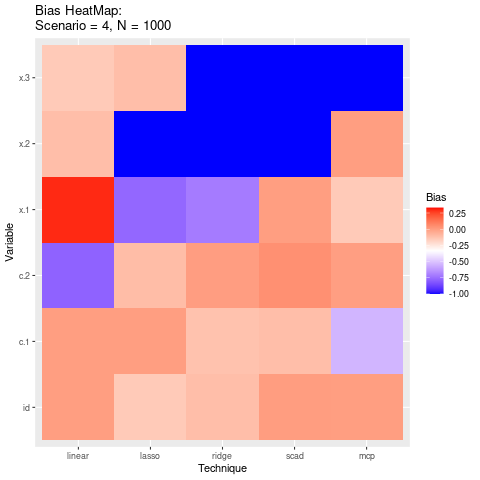 Bias HeatMap:
Scenario = 4, N = 1000
x.3
x.2
x.1
c.2
c.1
id
Variable
linear lasso ridge scad mcp
Technique
Bias
0.25
0.00
-0.25
-0.50
-0.75
-1.00